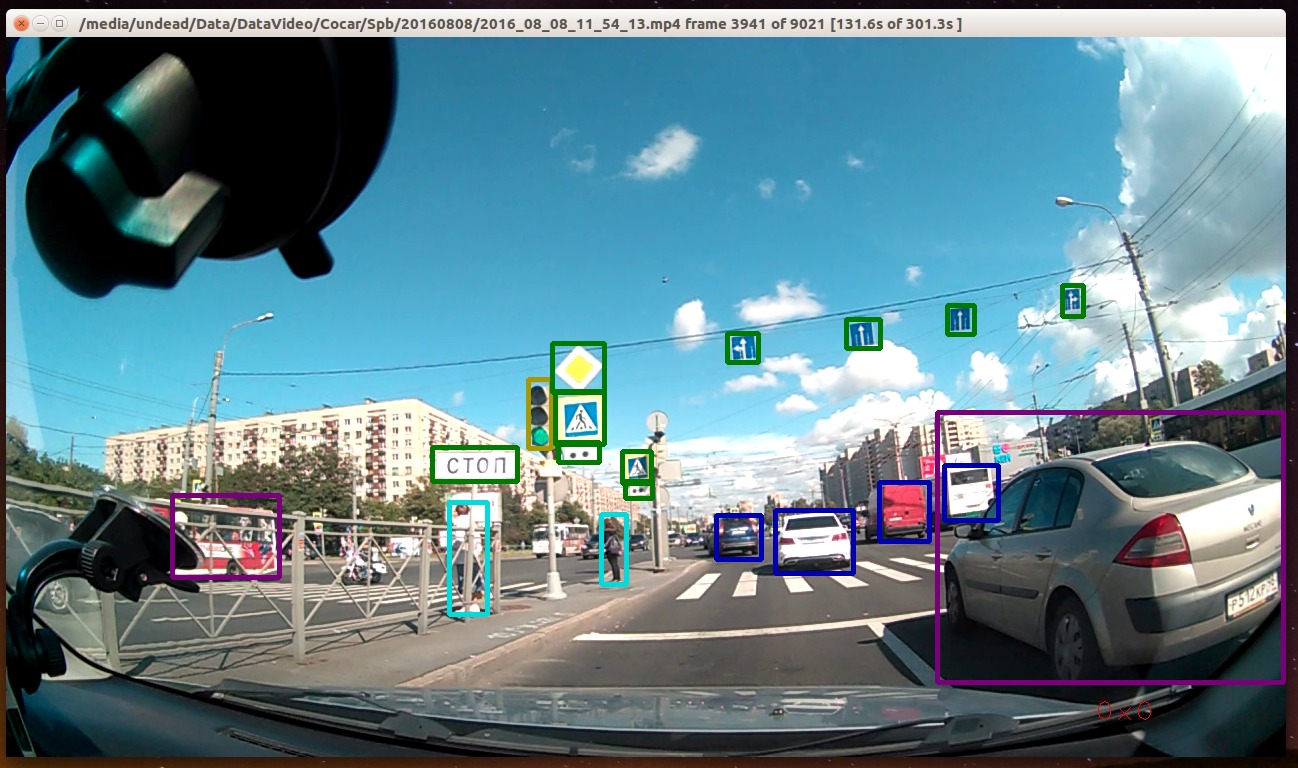 /media/undead/Data/DataVideo/Cocar/Spb/20160808/2016_08_08_11_54_13.mp4 frame 3941 of 9021 [131.6s of 301.3s ]
СТОП
0x0